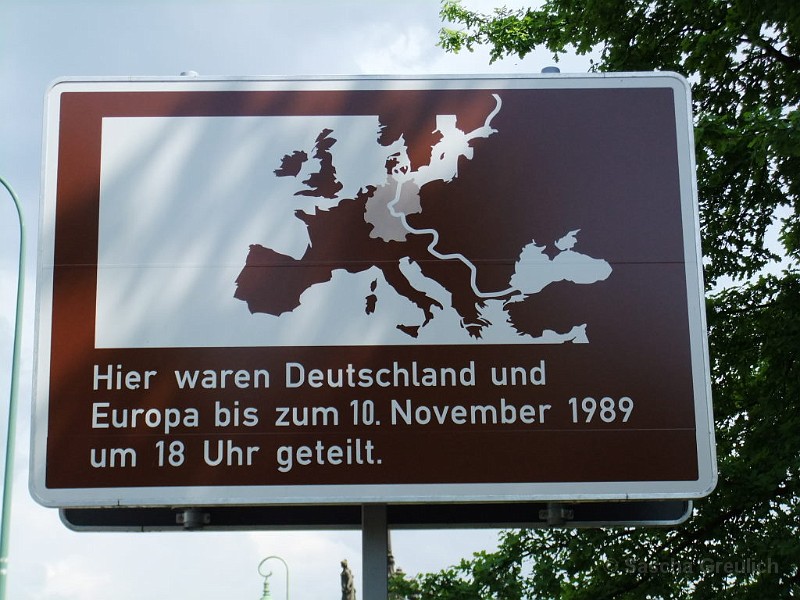 Hier waren Deutschland und
Europa bis zum 10. November 1989
um 18 Uhr geteilt.
© Sascha Greulich